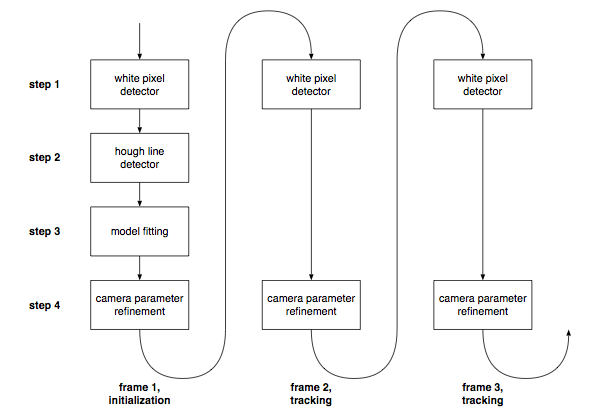 step 1
white pixel
detector
white pixel
detector
white pixel
detector
step 2
hough line
detector
step 3
model fitting
step 4
camera parameter
refinement
camera parameter
refinement
camera parameter
refinement
frame 1,
initialization
frame 2,
tracking
frame 3,
tracking